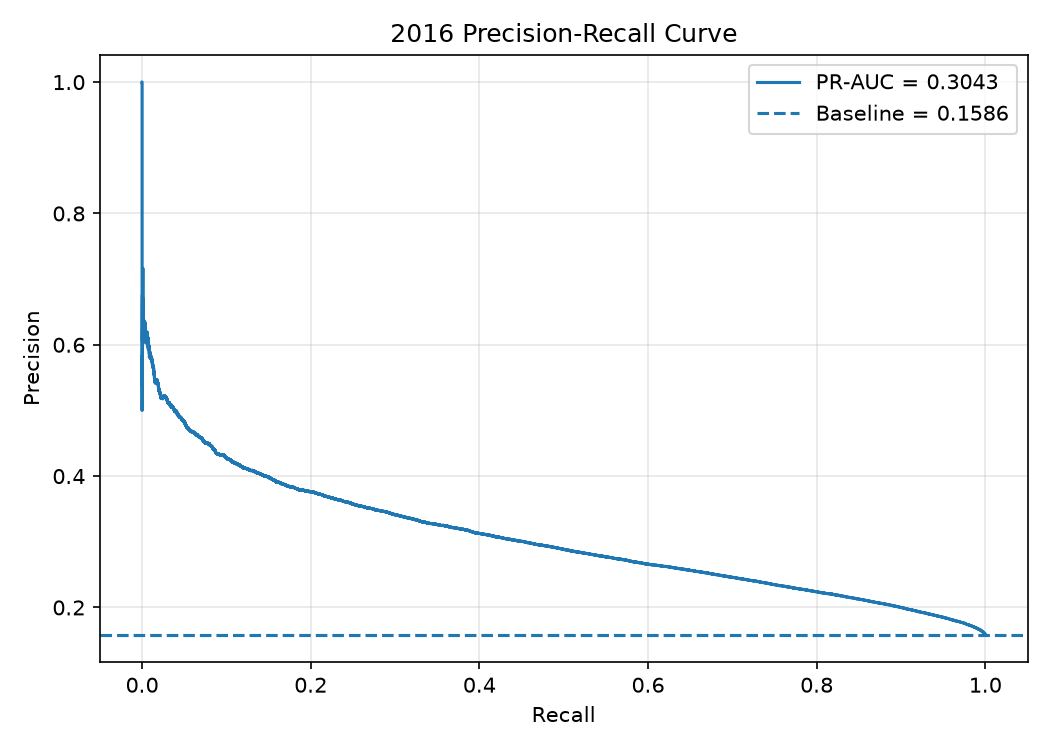 2016 Precision-Recall Curve
PR-AUC = 0.3043
Baseline = 0.1586
Precision
1.0
0.8
0.6
0.4
0.2
0.0 0.2 0.4 0.6 0.8 1.0
Recall